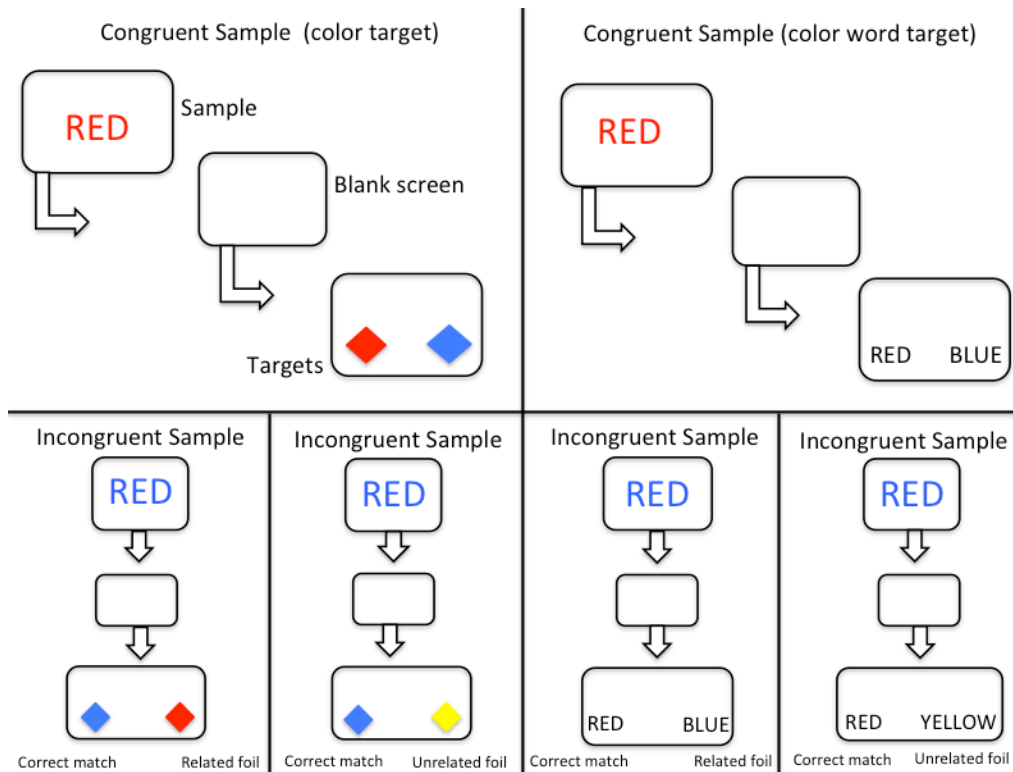 Congruent Sample (color target)
RED
Sample
Blank screen
Targets
Congruent Sample (color word target)
RED
RED BLUE
Incongruent Sample
RED
Correct match Related foil
Incongruent Sample
RED
Correct match Unrelated foil
Incongruent Sample
RED
RED BLUE
Correct match Related foil
Incongruent Sample
RED
RED YELLOW
Correct match Unrelated foil